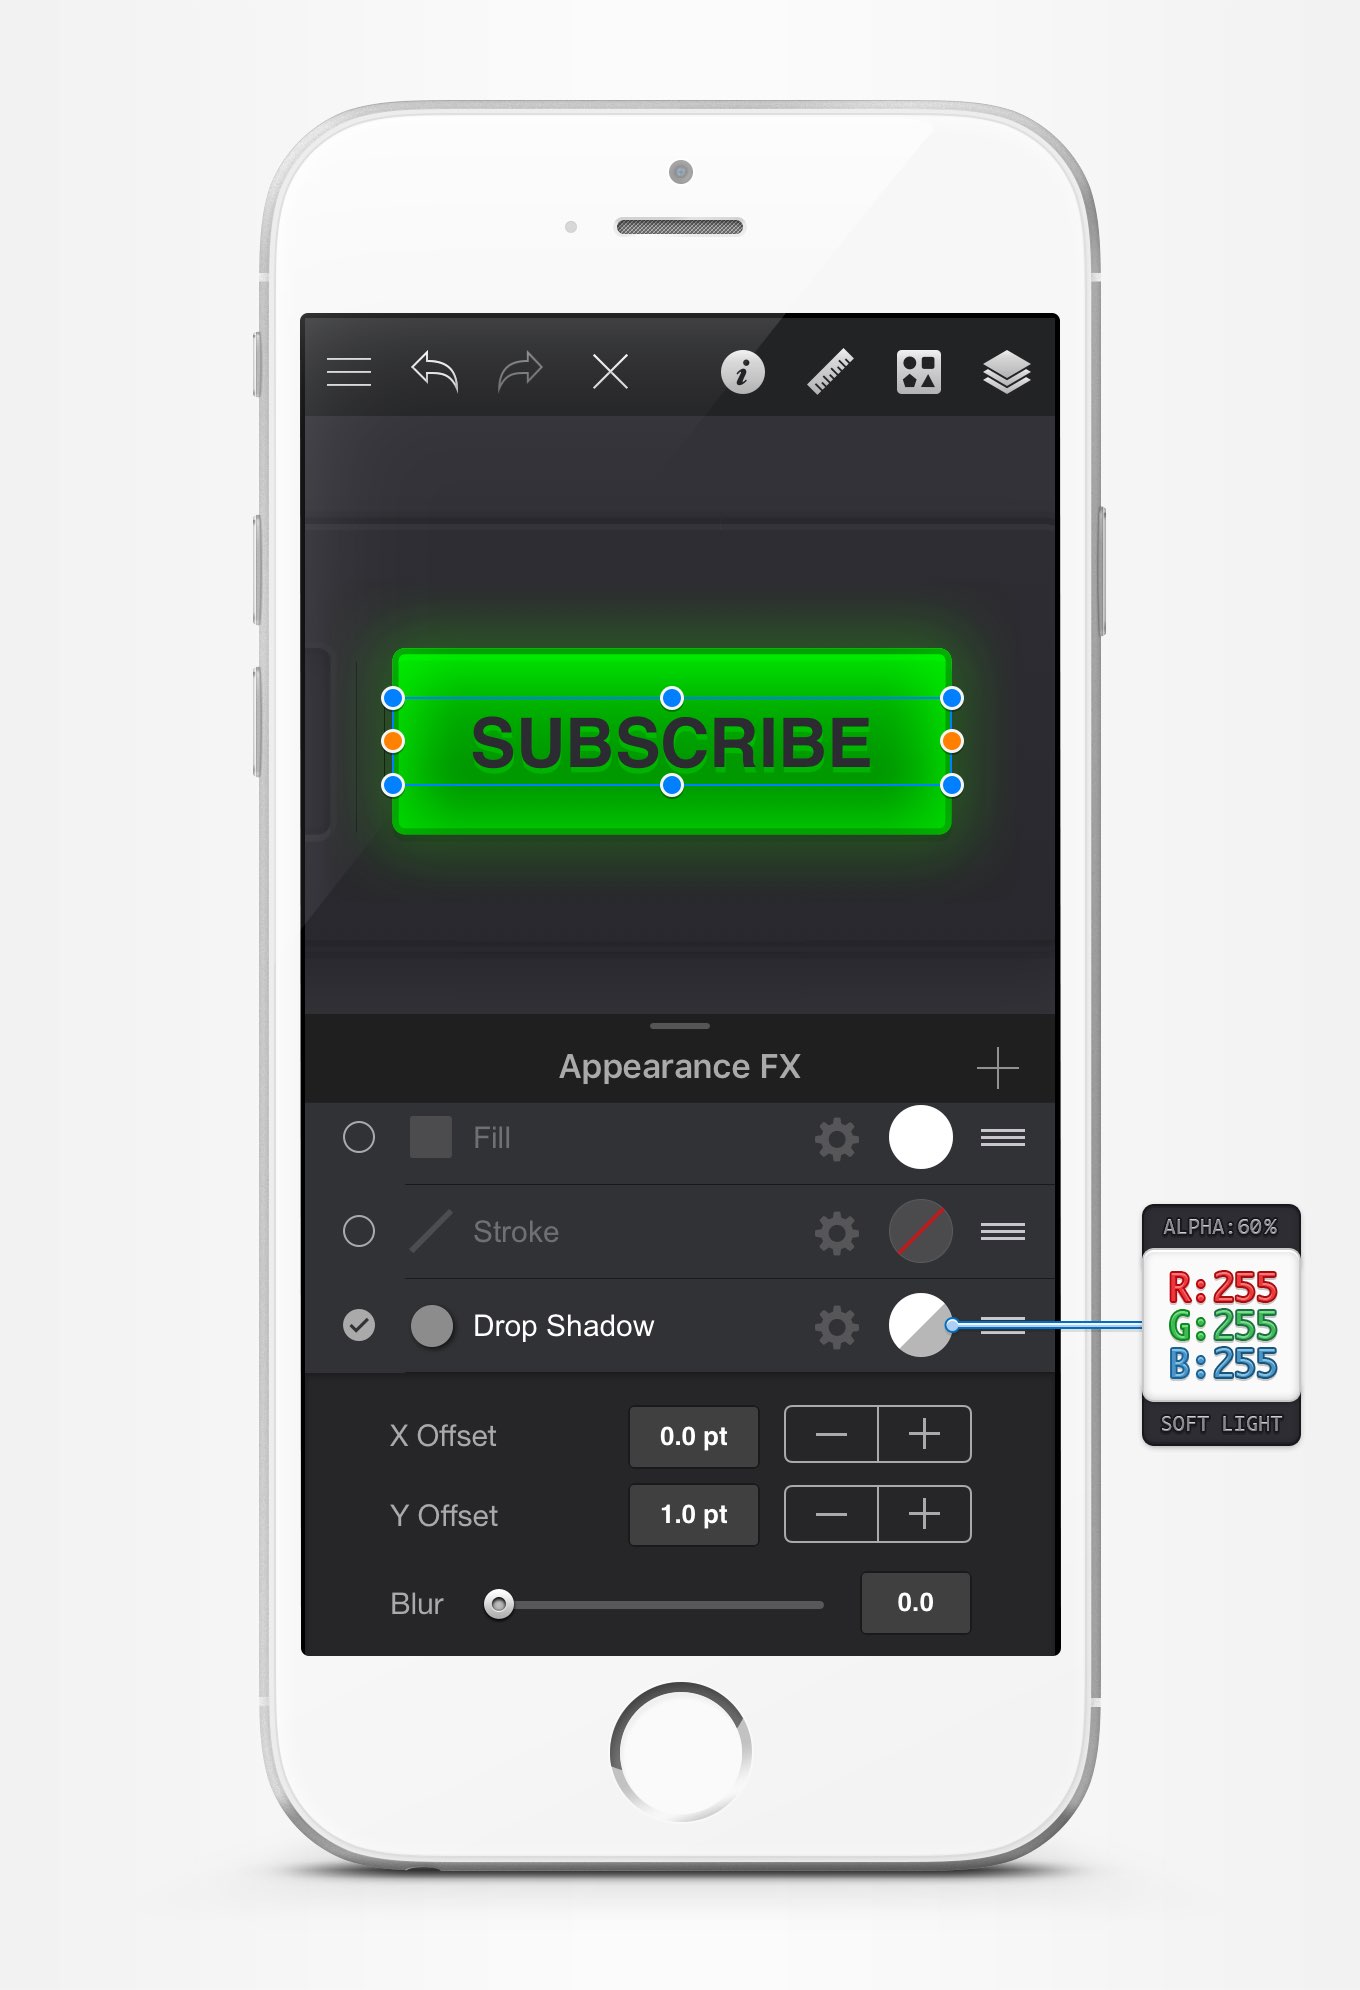 SUBSCRIBE
Appearance FX
Fill
Stroke
Drop Shadow
ALPHA:60%
R:255
G:255
B:255
SOFT LIGHT
X Offset 0.0 pt
Y Offset 1.0 pt
Blur 0.0